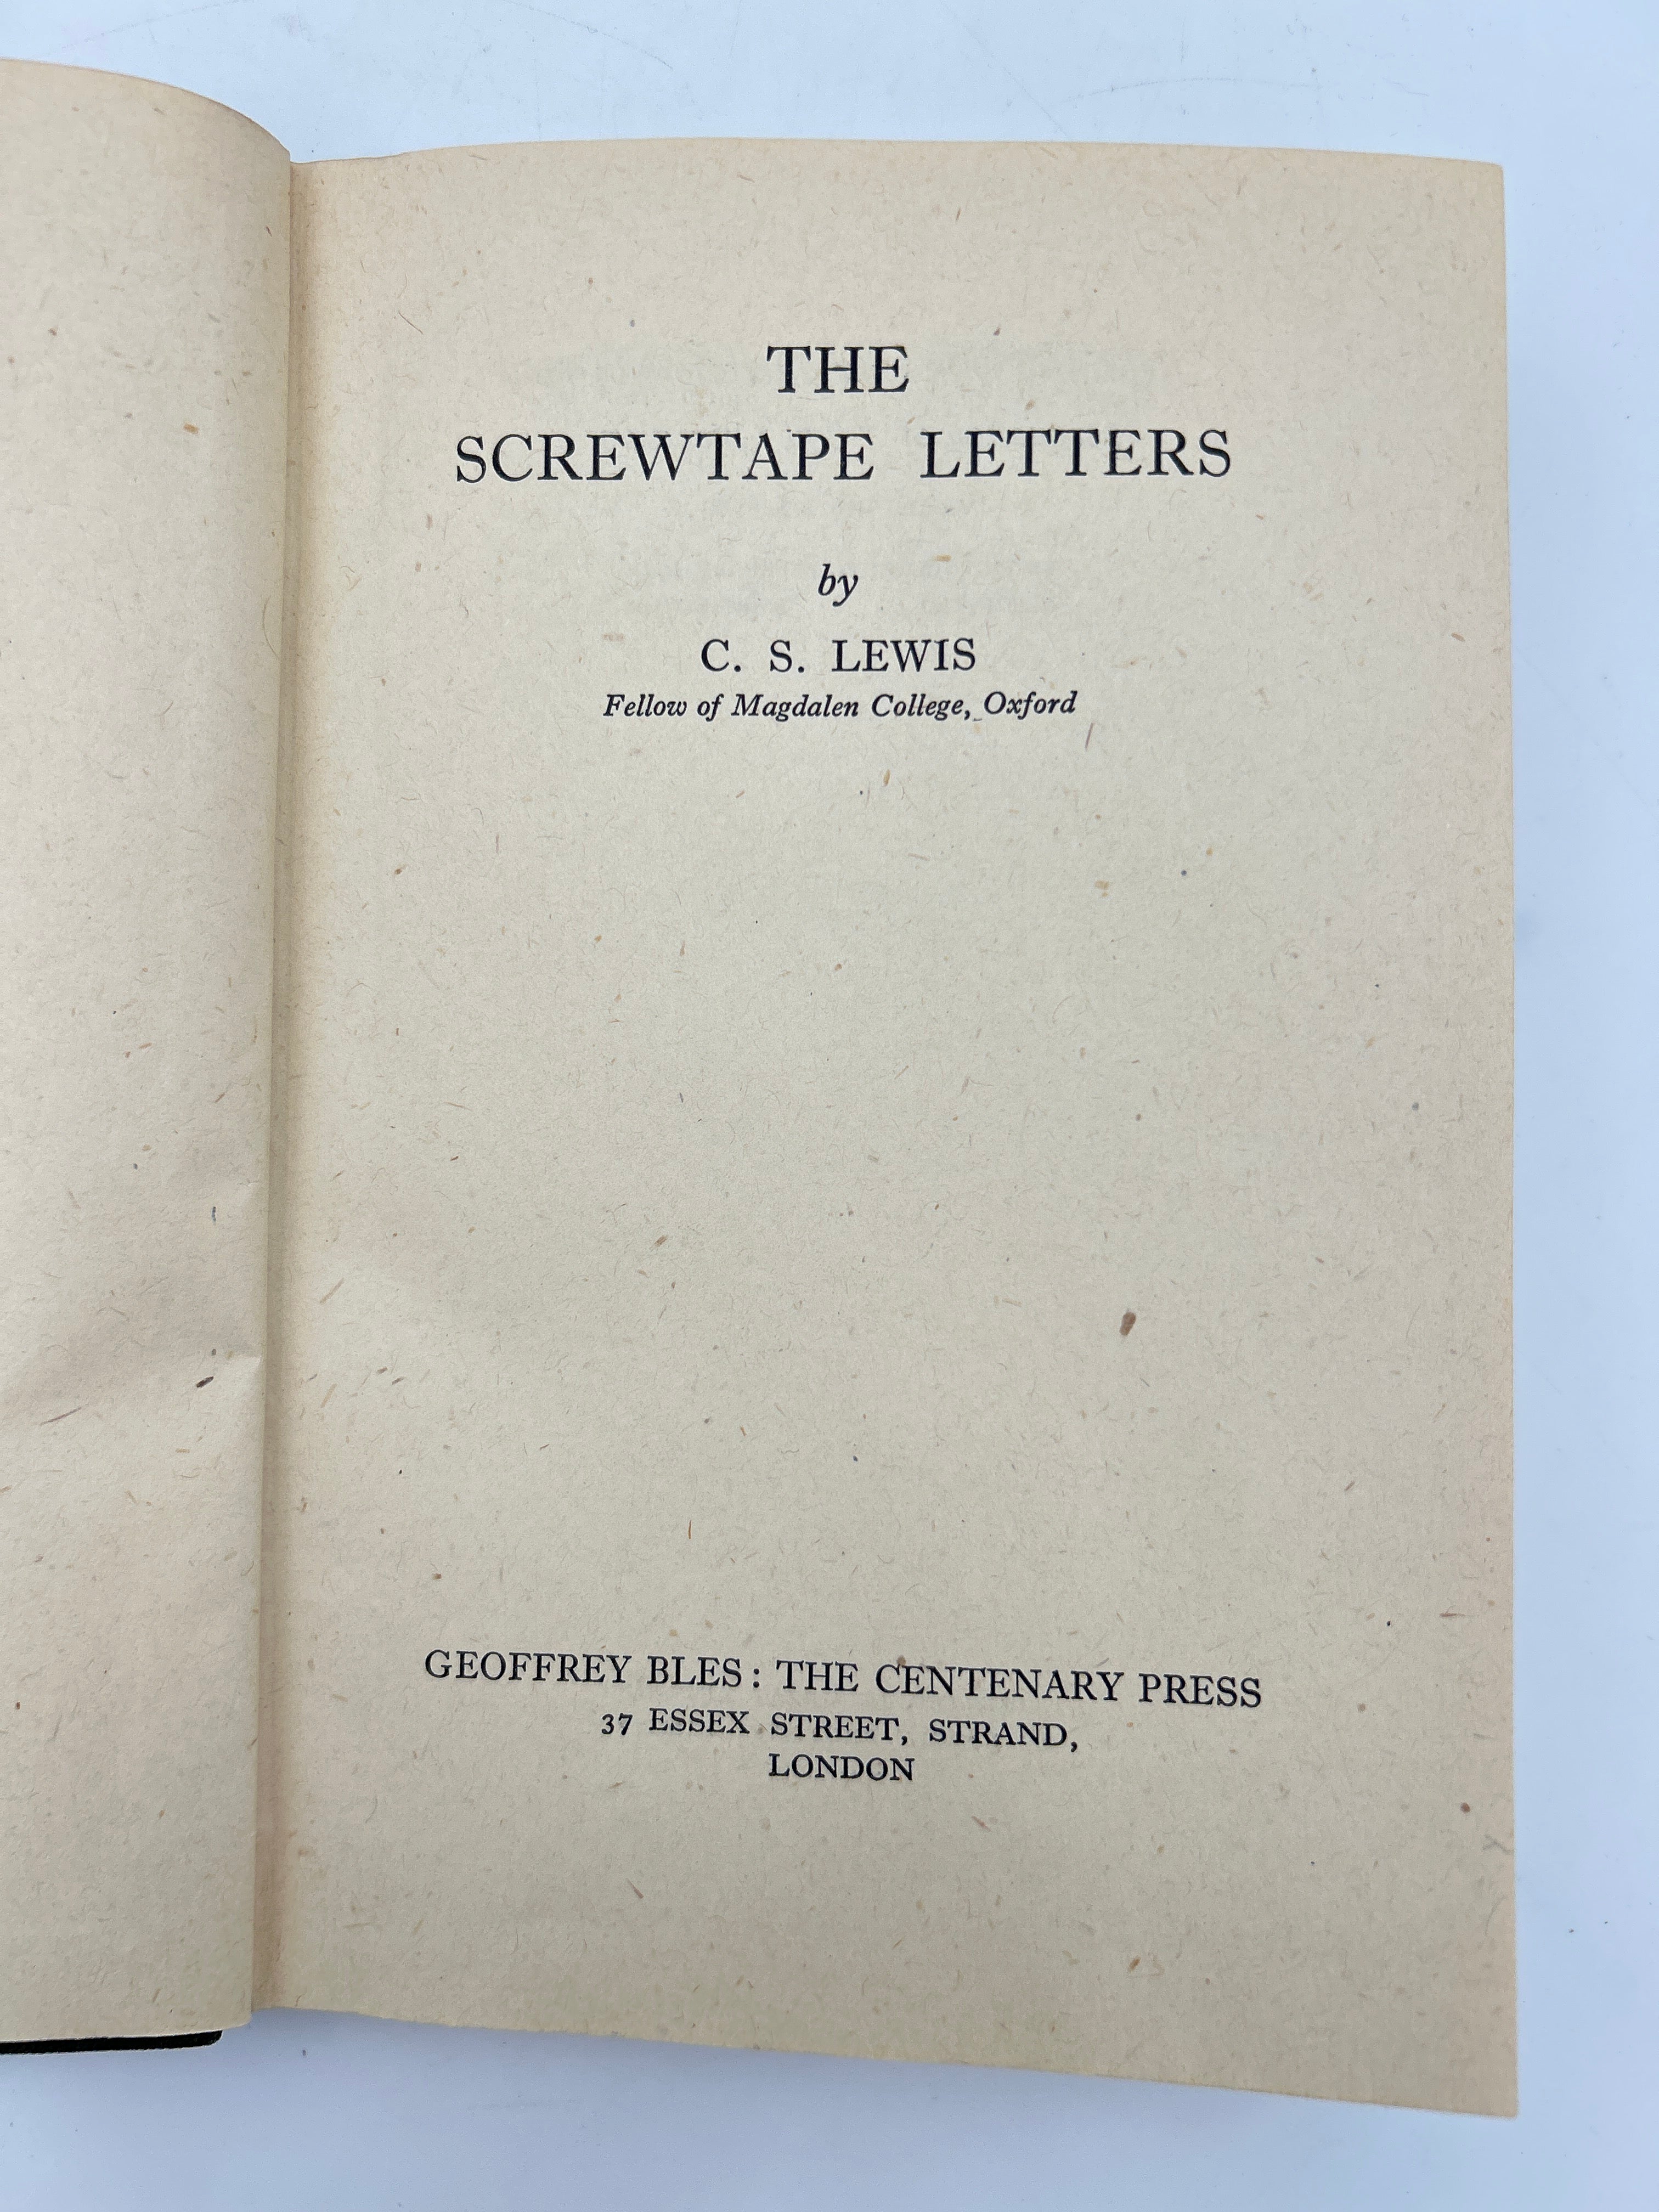 THE
SCREWTAPE LETTERS
by
C. S. LEWIS
Fellow of Magdalen College, Oxford
GEOFFREY BLES: THE CENTENARY PRESS
37 ESSEX STREET, STRAND,
LONDON